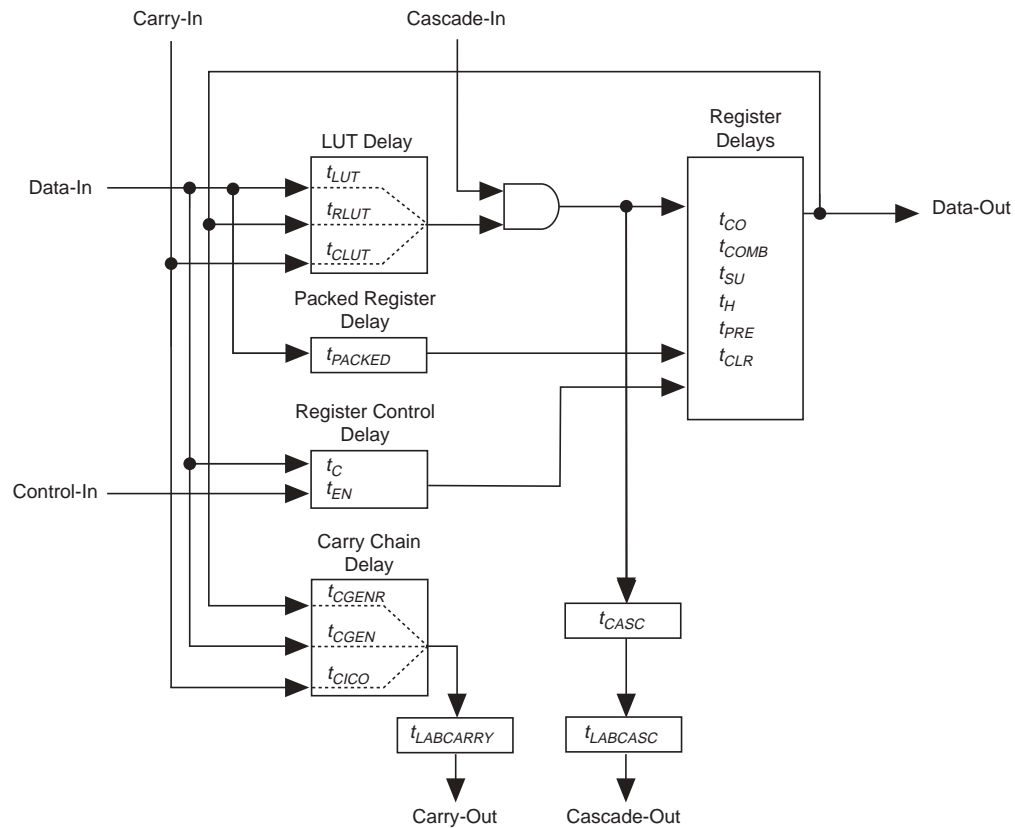 Carry-In
Cascade-In
Register
Delays
LUT Delay
Data-In
tLUT
tRLUT
tCLUT
tCO
tCOMB
tSU
tH
tPRE
tCLR
Data-Out
Packed Register
Delay
tPACKED
Register Control
Delay
tC
tEN
Control-In
Carry Chain
Delay
tCGENR
tCGEN
tCICO
tCASC
tLABCARRY
tLABCASC
Carry-Out
Cascade-Out